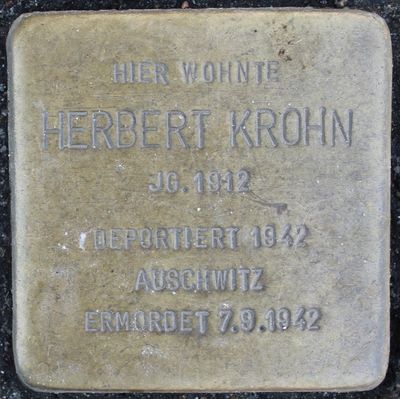 HIER WOHNTE
HERBERT KROHN
JG. 1912
DEPORTIERT 1942
AUSCHWITZ
ERMORDET 7.9.1942